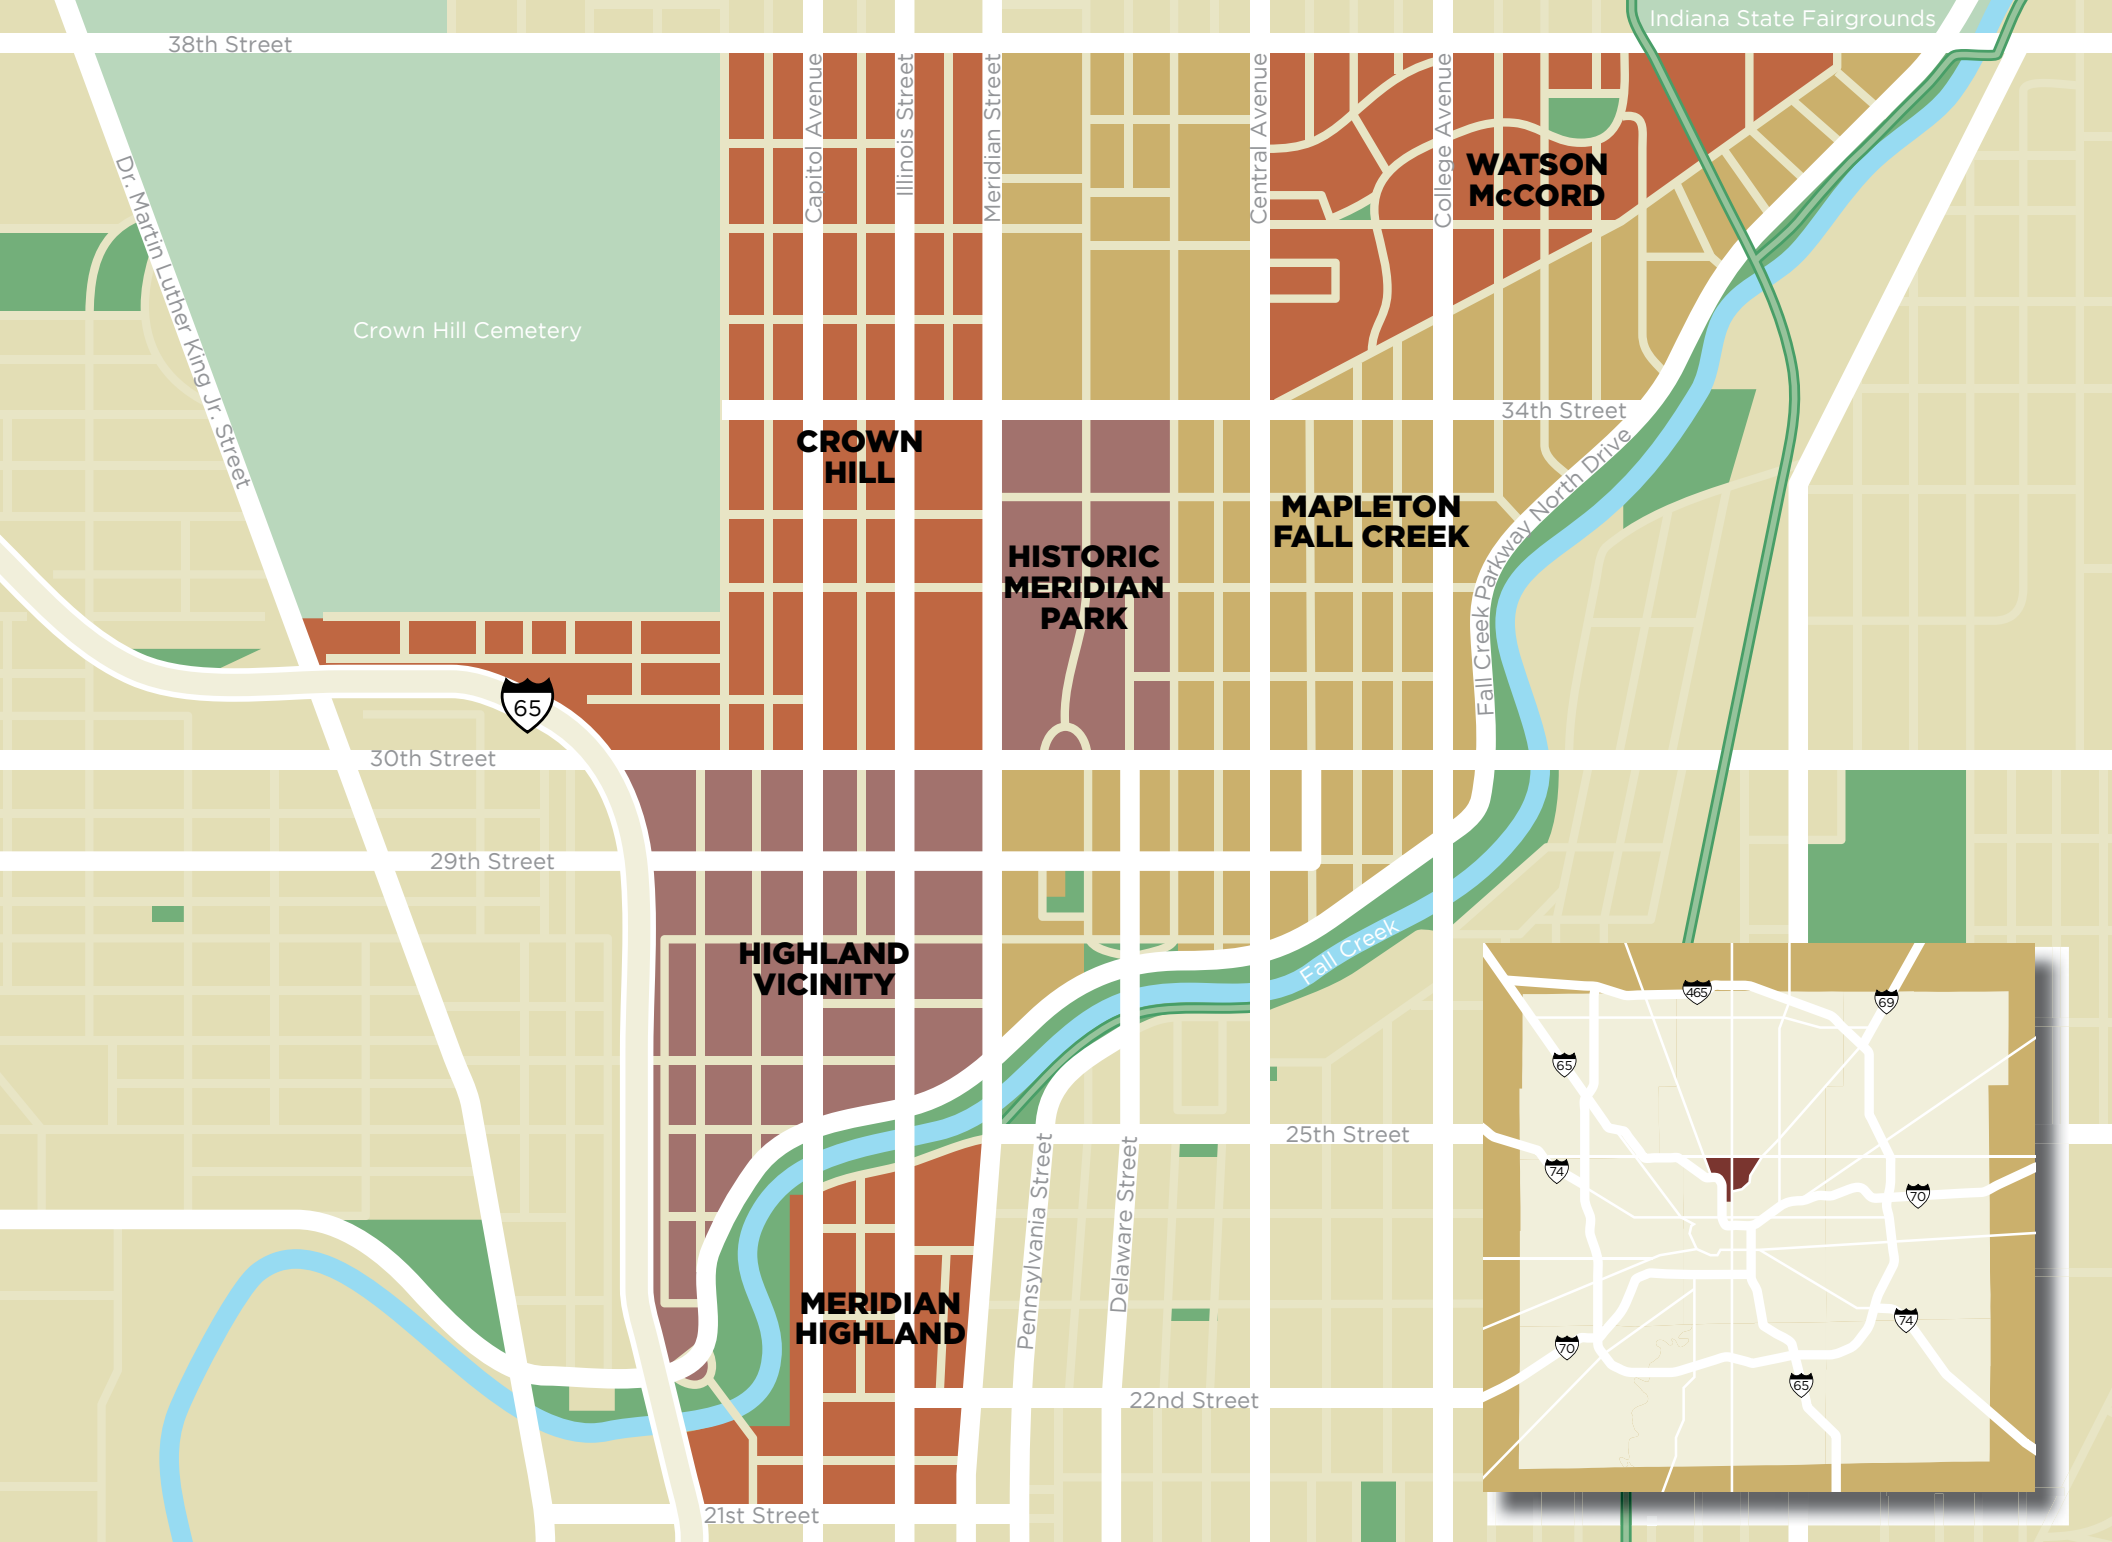 Indiana State Fairgrounds
38th Street
Capitol Avenue
Illinois Street
Meridian Street
Central Avenue
College Avenue
Dr. Martin Luther King Jr. Street
WATSON
McCORD
Crown Hill Cemetery
34th Street
CROWN
HILL
Fall Creek Parkway North Drive
MAPLETON
FALL CREEK
HISTORIC
MERIDIAN
PARK
65
30th Street
29th Street
HIGHLAND
VICINITY
Fall Creek
25th Street
Pennsylvania Street
Delaware Street
MERIDIAN
HIGHLAND
22nd Street
21st Street
465
69
65
74
70
74
70
65